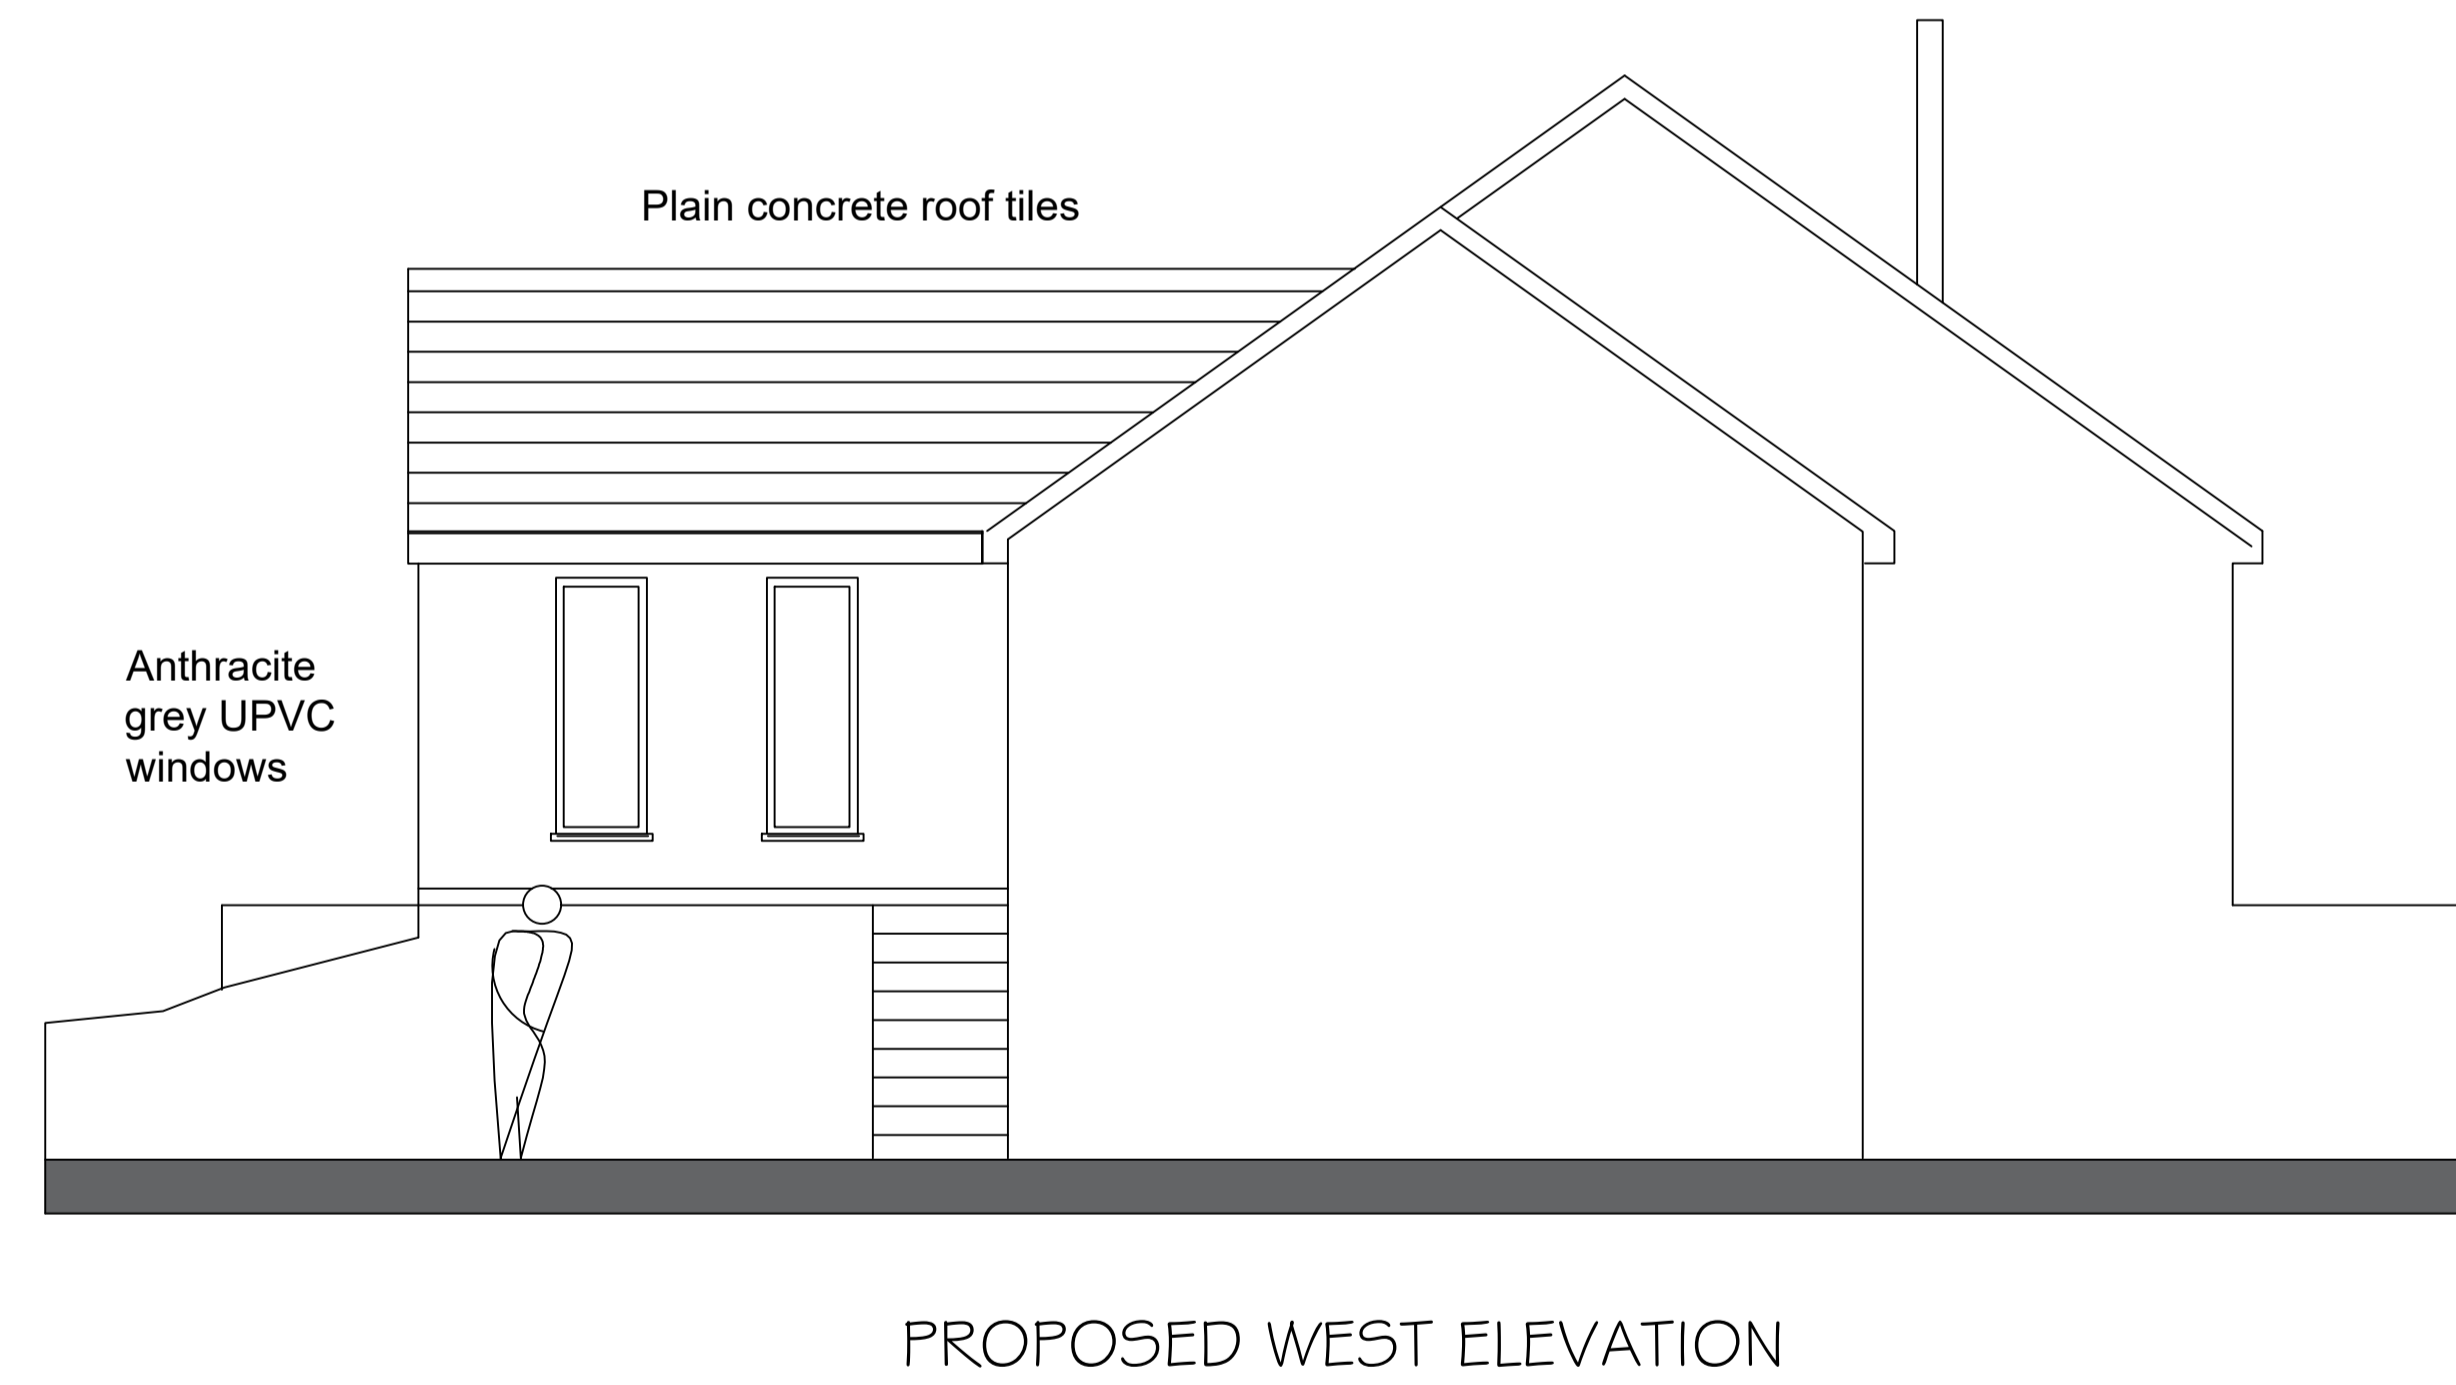 Plain concrete roof tiles
Anthracite
grey UPVC
windows
PROPOSED WEST ELEVATION